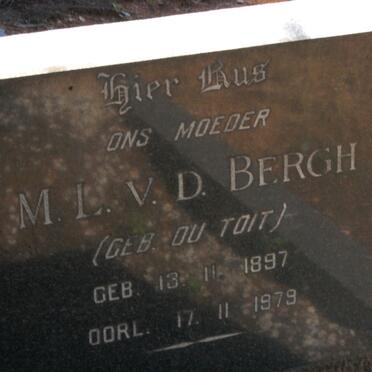 Hier Rus
ONS MOEDER
M. L. V. D. BERGH
(GEB. DU TOIT)
GEB. 13. 11. 1897
OORL. 17. 11. 1979